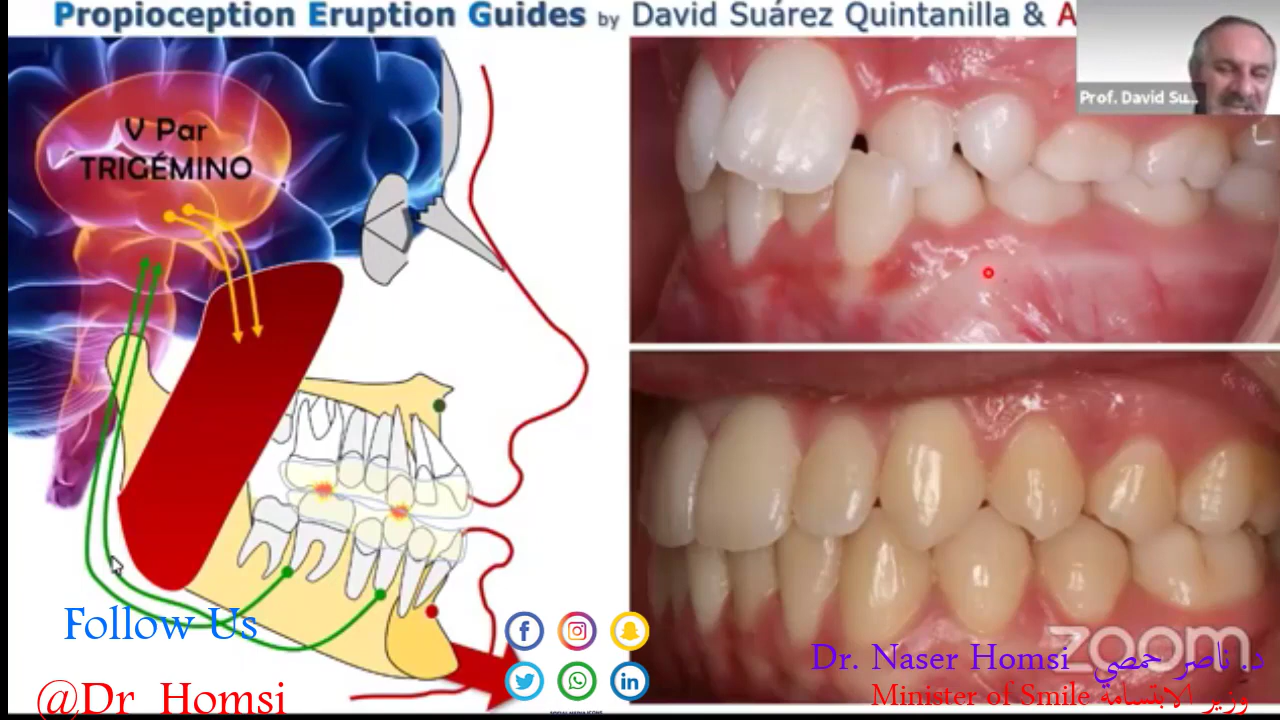 Propioception Eruption Guides by David Suárez Quintanilla & A
Prof. David Su...
V Par
TRIGÉMINO
Follow Us
@Dr_Homsi
zoom
Dr. Naser Homsi د. ناصر حمصي
Minister of Smile وزير الابتسامة